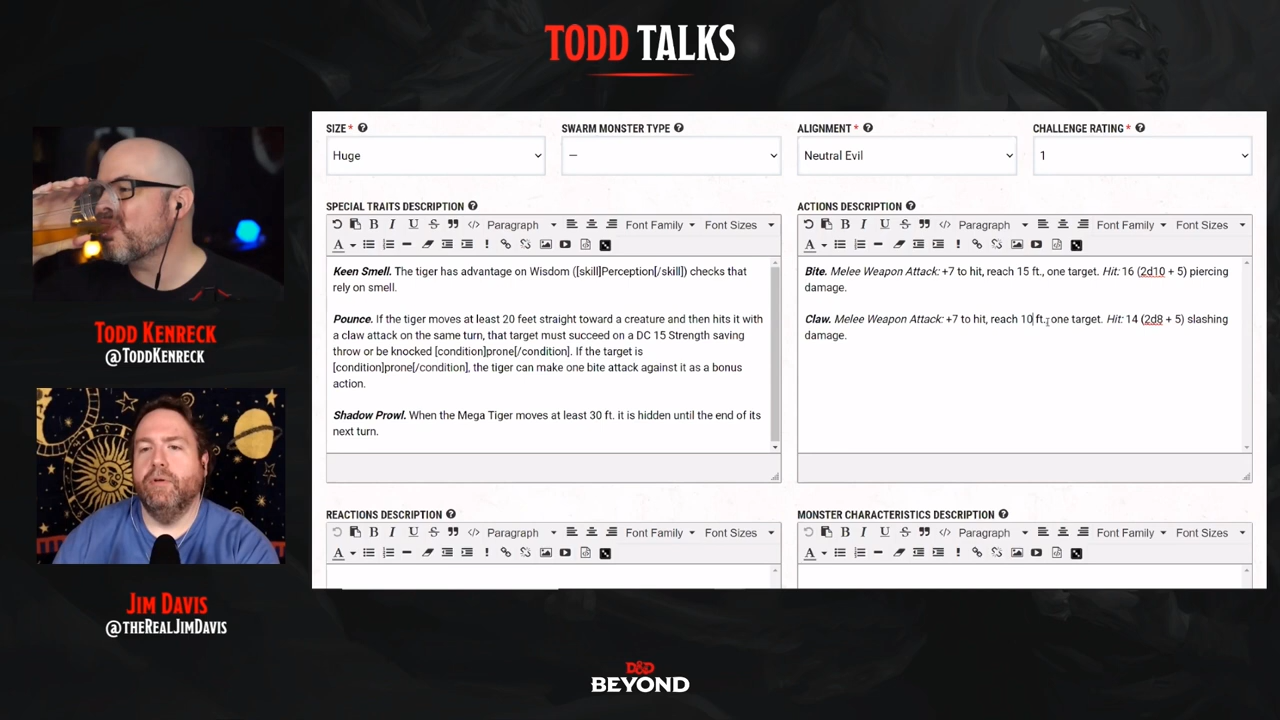 TODD TALKS
SIZE *
SWARM MONSTER TYPE
ALIGNMENT *
CHALLENGE RATING *
Huge
—
Neutral Evil
1
SPECIAL TRAITS DESCRIPTION
ACTIONS DESCRIPTION
B I U S Paragraph Font Family Font Sizes
A
B I U S Paragraph Font Family Font Sizes
A
Keen Smell. The tiger has advantage on Wisdom ([skill]Perception[/skill]) checks that
rely on smell.
Pounce. If the tiger moves at least 20 feet straight toward a creature and then hits it with
a claw attack on the same turn, that target must succeed on a DC 15 Strength saving
throw or be knocked [condition]prone[/condition]. If the target is
[condition]prone[/condition], the tiger can make one bite attack against it as a bonus
action.
Shadow Prowl. When the Mega Tiger moves at least 30 ft. it is hidden until the end of its
next turn.
Bite. Melee Weapon Attack: +7 to hit, reach 15 ft., one target. Hit: 16 (2d10 + 5) piercing
damage.
Claw. Melee Weapon Attack: +7 to hit, reach 10 ft., one target. Hit: 14 (2d8 + 5) slashing
damage.
REACTIONS DESCRIPTION
MONSTER CHARACTERISTICS DESCRIPTION
B I U S Paragraph Font Family Font Sizes
A
B I U S Paragraph Font Family Font Sizes
A
TODD KENRECK
@TODDKENRECK
JIM DAVIS
@THEREALJIMDAVIS
D&D
BEYOND